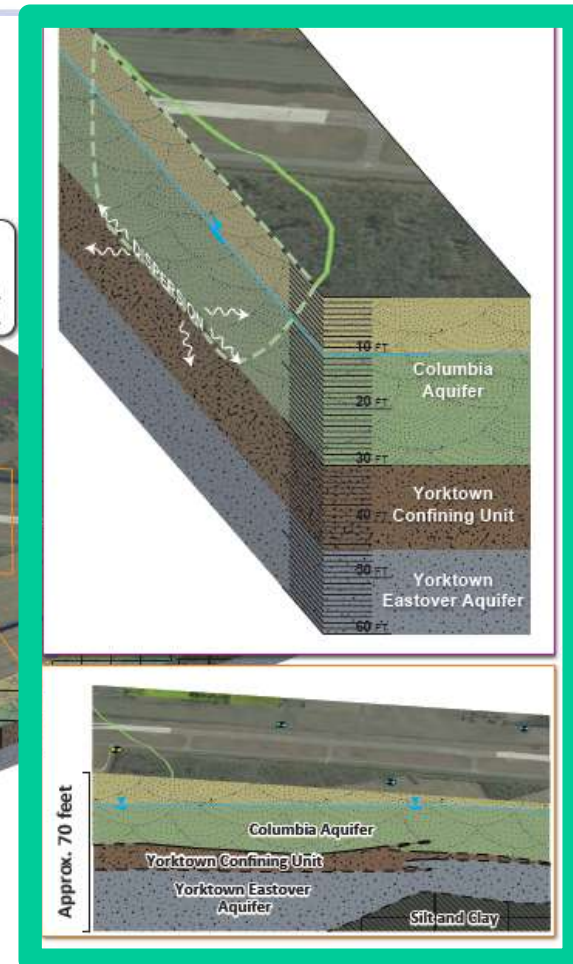 DISPERSION
10 FT
Columbia
Aquifer
20 FT
30 FT
Yorktown
Confining Unit
40 FT
50 FT
Yorktown
Eastover Aquifer
60 FT
Approx. 70 feet
Columbia Aquifer
Yorktown Confining Unit
Yorktown Eastover
Aquifer
Silt and Clay